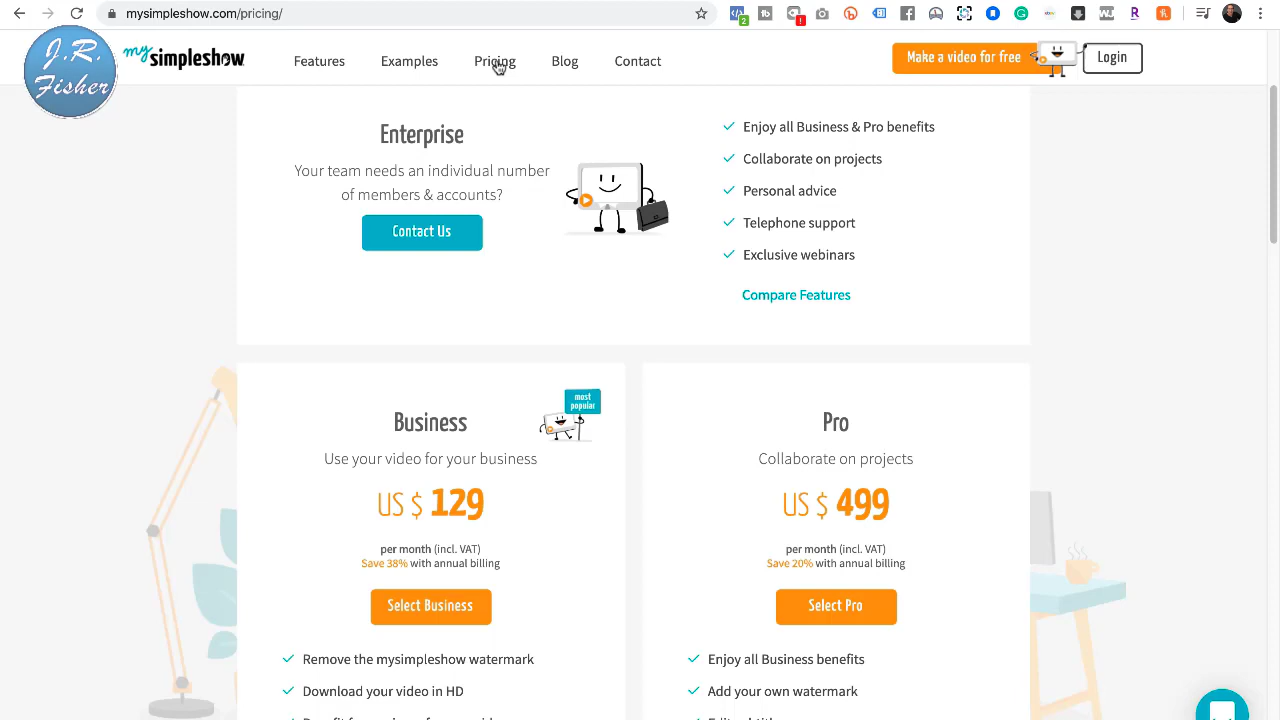 mysimpleshow.com/pricing/
2
J.R.
Fisher
my simpleshow
Features
Examples
Pricing
Blog
Contact
Make a video for free
Login
Enterprise
Your team needs an individual number
of members & accounts?
Contact Us
Enjoy all Business & Pro benefits
Collaborate on projects
Personal advice
Telephone support
Exclusive webinars
Compare Features
most
popular
Business
Use your video for your business
US $ 129
per month (incl. VAT)
Save 38% with annual billing
Select Business
Remove the mysimpleshow watermark
Download your video in HD
Pro
Collaborate on projects
US $ 499
per month (incl. VAT)
Save 20% with annual billing
Select Pro
Enjoy all Business benefits
Add your own watermark